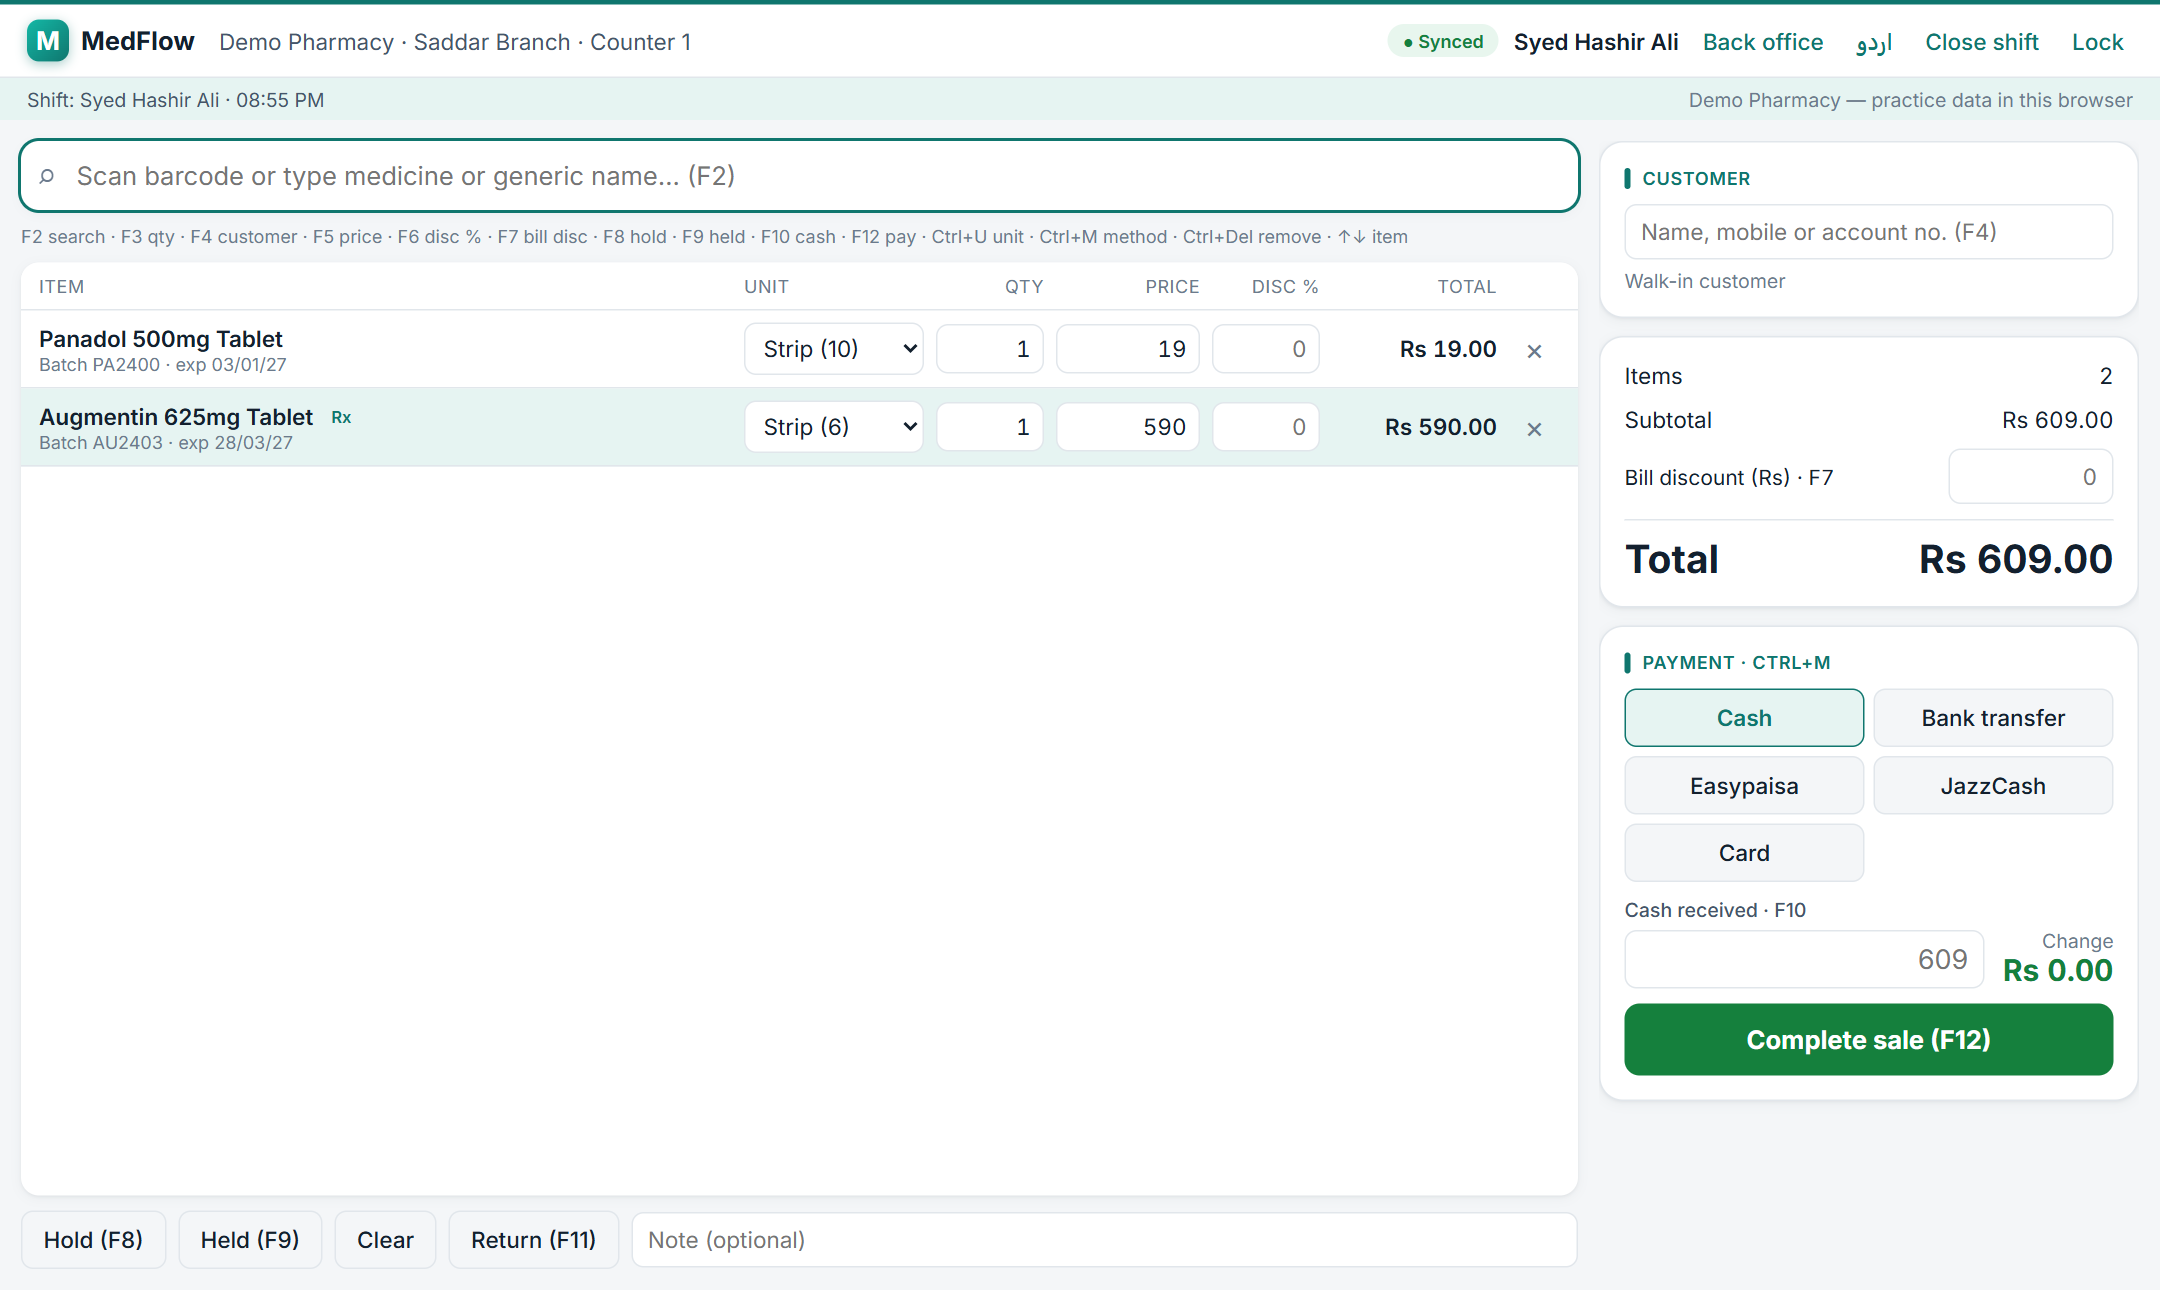 M MedFlow Demo Pharmacy · Saddar Branch · Counter 1
● Synced Syed Hashir Ali Back office اردو Close shift Lock
Shift: Syed Hashir Ali · 08:55 PM
Demo Pharmacy — practice data in this browser
Scan barcode or type medicine or generic name... (F2)
F2 search · F3 qty · F4 customer · F5 price · F6 disc % · F7 bill disc · F8 hold · F9 held · F10 cash · F12 pay · Ctrl+U unit · Ctrl+M method · Ctrl+Del remove · ↑↓ item
ITEM UNIT QTY PRICE DISC % TOTAL
Panadol 500mg Tablet Strip (10) 1 19 0 Rs 19.00 ×
Batch PA2400 · exp 03/01/27
Augmentin 625mg Tablet Rx Strip (6) 1 590 0 Rs 590.00 ×
Batch AU2403 · exp 28/03/27
Hold (F8) Held (F9) Clear Return (F11) Note (optional)
CUSTOMER
Name, mobile or account no. (F4)
Walk-in customer
Items 2
Subtotal Rs 609.00
Bill discount (Rs) · F7 0
Total Rs 609.00
PAYMENT · CTRL+M
Cash Bank transfer
Easypaisa JazzCash
Card
Cash received · F10
609
Change
Rs 0.00
Complete sale (F12)